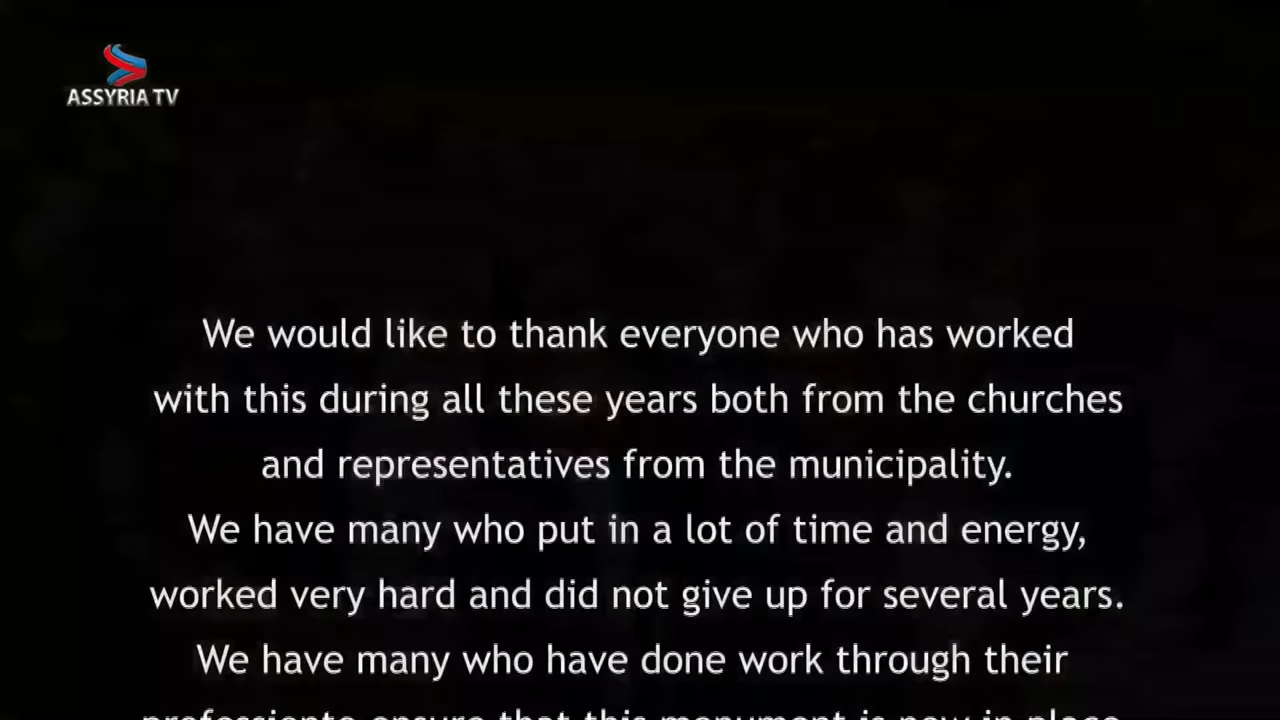 ASSYRIA TV
We would like to thank everyone who has worked
with this during all these years both from the churches
and representatives from the municipality.
We have many who put in a lot of time and energy,
worked very hard and did not give up for several years.
We have many who have done work through their
professionto ensure that this monument is now in place